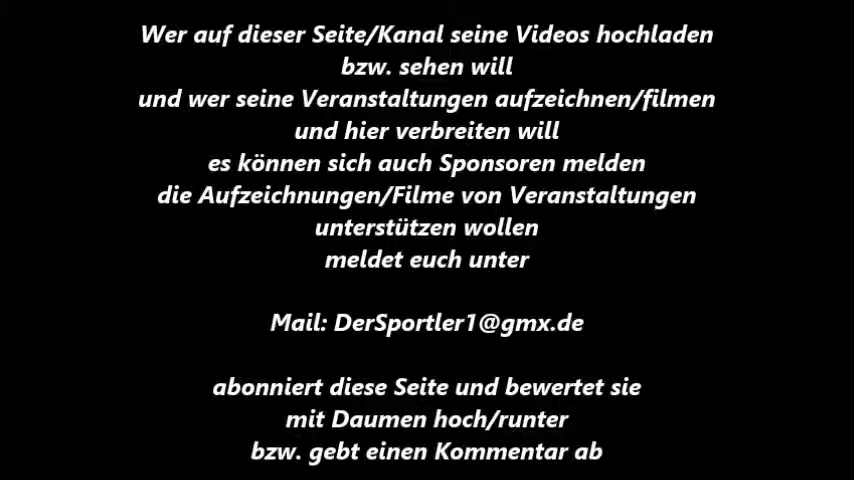 Wer auf dieser Seite/Kanal seine Videos hochladen
bzw. sehen will
und wer seine Veranstaltungen aufzeichnen/filmen
und hier verbreiten will
es können sich auch Sponsoren melden
die Aufzeichnungen/Filme von Veranstaltungen
unterstützen wollen
meldet euch unter
Mail: DerSportler1@gmx.de
abonniert diese Seite und bewertet sie
mit Daumen hoch/runter
bzw. gebt einen Kommentar ab